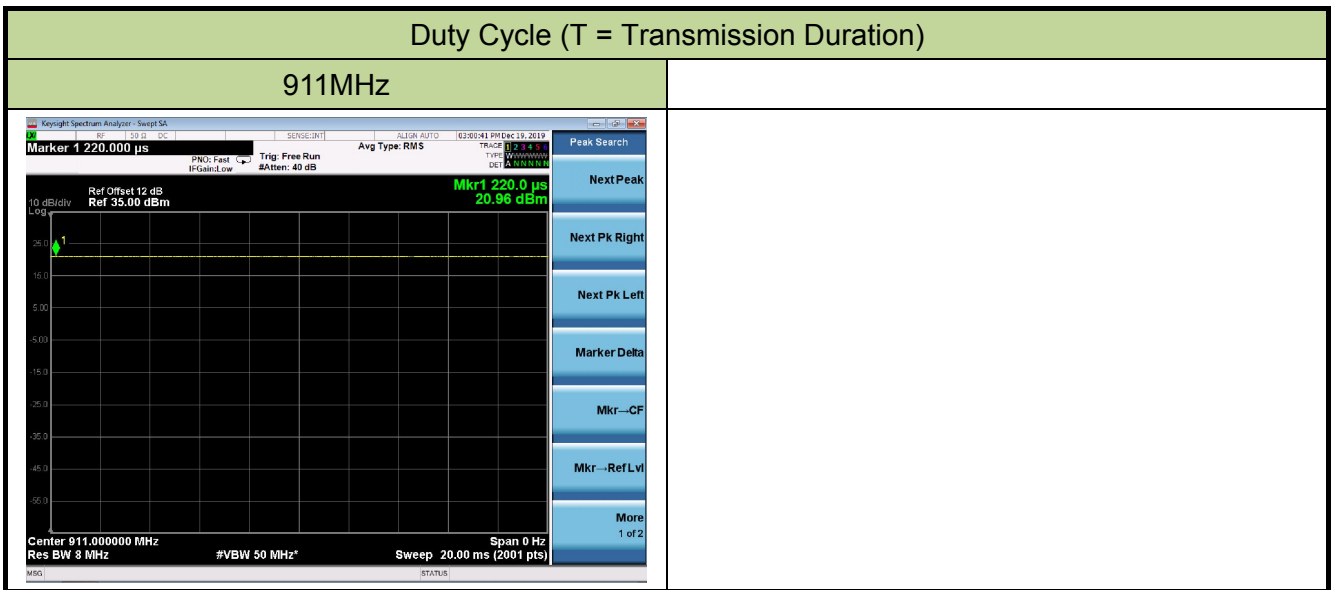 Duty Cycle (T = Transmission Duration)
911MHz
Keysight Spectrum Analyzer - Swept SA
RF 50 Ω DC SENSE:INT ALIGN AUTO 03:00:41 PM Dec 19, 2019
Marker 1 220.000 µs
PNO: Fast
IFGain:Low
Trig: Free Run
#Atten: 40 dB
Avg Type: RMS
TRACE 1 2 3 4 5 6
TYPE WWWWWW
DET A N N N N N
Peak Search
Next Peak
Next Pk Right
Next Pk Left
Marker Delta
Mkr→CF
Mkr→Ref Lvl
More
1 of 2
Mkr1 220.0 µs
20.96 dBm
Ref Offset 12 dB
10 dB/div Ref 35.00 dBm
Log
1
25.0
15.0
5.00
-5.00
-15.0
-25.0
-35.0
-45.0
-55.0
Center 911.000000 MHz Span 0 Hz
Res BW 8 MHz #VBW 50 MHz* Sweep 20.00 ms (2001 pts)
MSG STATUS